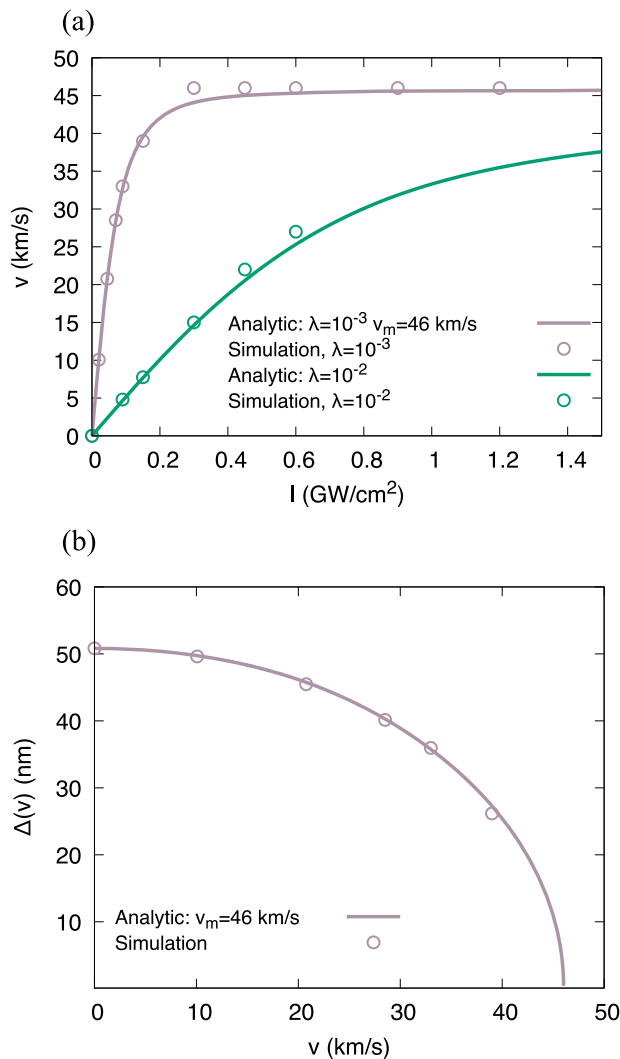 (a)
50
45
40
35
30
25
20
15
10
5
0
v (km/s)
Analytic: λ=10⁻³ vₘ=46 km/s
Simulation, λ=10⁻³
Analytic: λ=10⁻²
Simulation, λ=10⁻²
0 0.2 0.4 0.6 0.8 1 1.2 1.4
I (GW/cm²)
(b)
60
50
40
30
20
10
Δ(v) (nm)
Analytic: vₘ=46 km/s
Simulation
0 10 20 30 40 50
v (km/s)